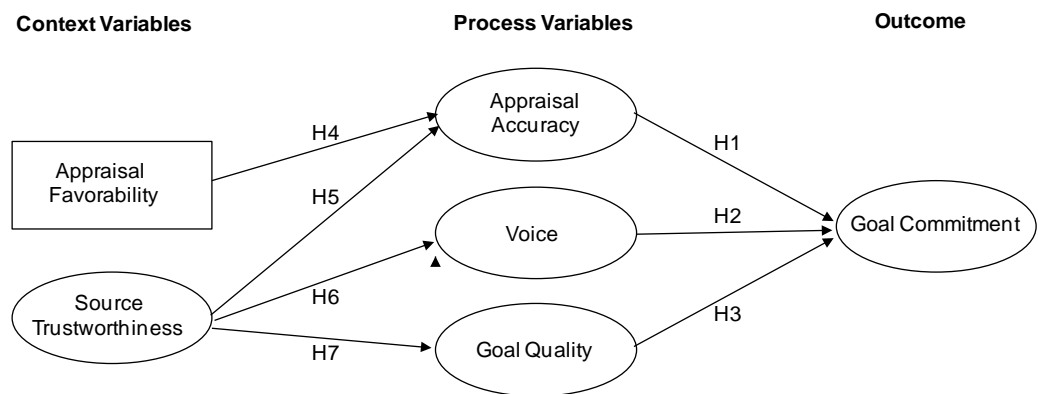 Context Variables
Process Variables
Outcome
Appraisal
Favorability
Source
Trustworthiness
H4
H5
H6
H7
Appraisal
Accuracy
Voice
Goal Quality
H1
H2
H3
Goal Commitment